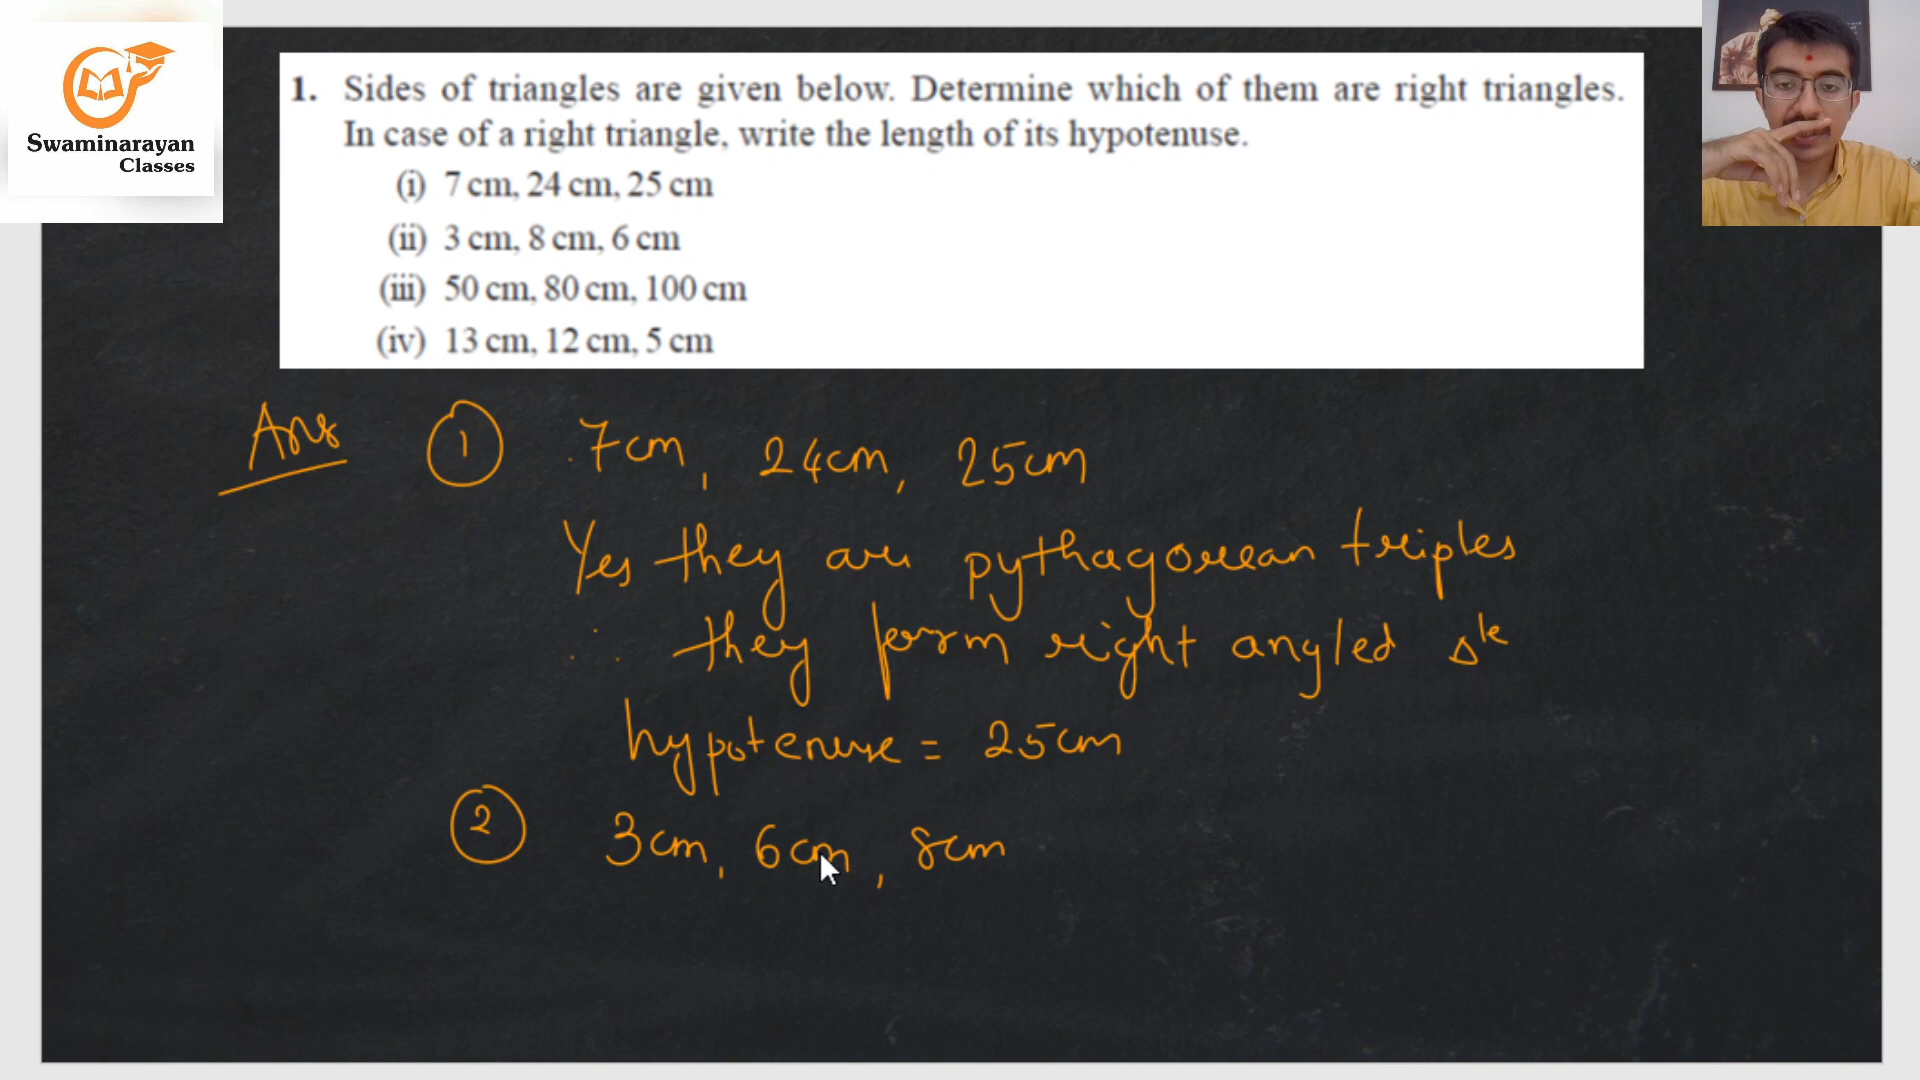 Swaminarayan
Classes
1. Sides of triangles are given below. Determine which of them are right triangles.
In case of a right triangle, write the length of its hypotenuse.
(i) 7 cm, 24 cm, 25 cm
(ii) 3 cm, 8 cm, 6 cm
(iii) 50 cm, 80 cm, 100 cm
(iv) 13 cm, 12 cm, 5 cm
Ans ① 7cm, 24cm, 25cm
Yes they are pythagorean triples
∴ they form right angled Δle
hypotenuse = 25cm
② 3cm, 6cm, 8cm